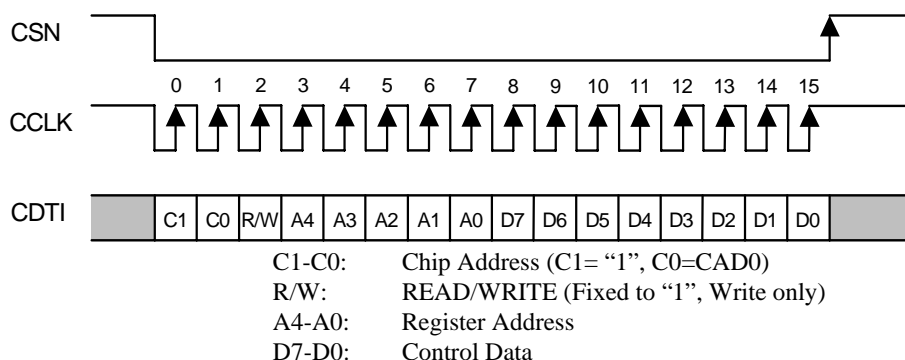 CSN
0 1 2 3 4 5 6 7 8 9 10 11 12 13 14 15
CCLK
CDTI C1 C0 R/W A4 A3 A2 A1 A0 D7 D6 D5 D4 D3 D2 D1 D0
C1-C0: Chip Address (C1= “1”, C0=CAD0)
R/W: READ/WRITE (Fixed to “1”, Write only)
A4-A0: Register Address
D7-D0: Control Data